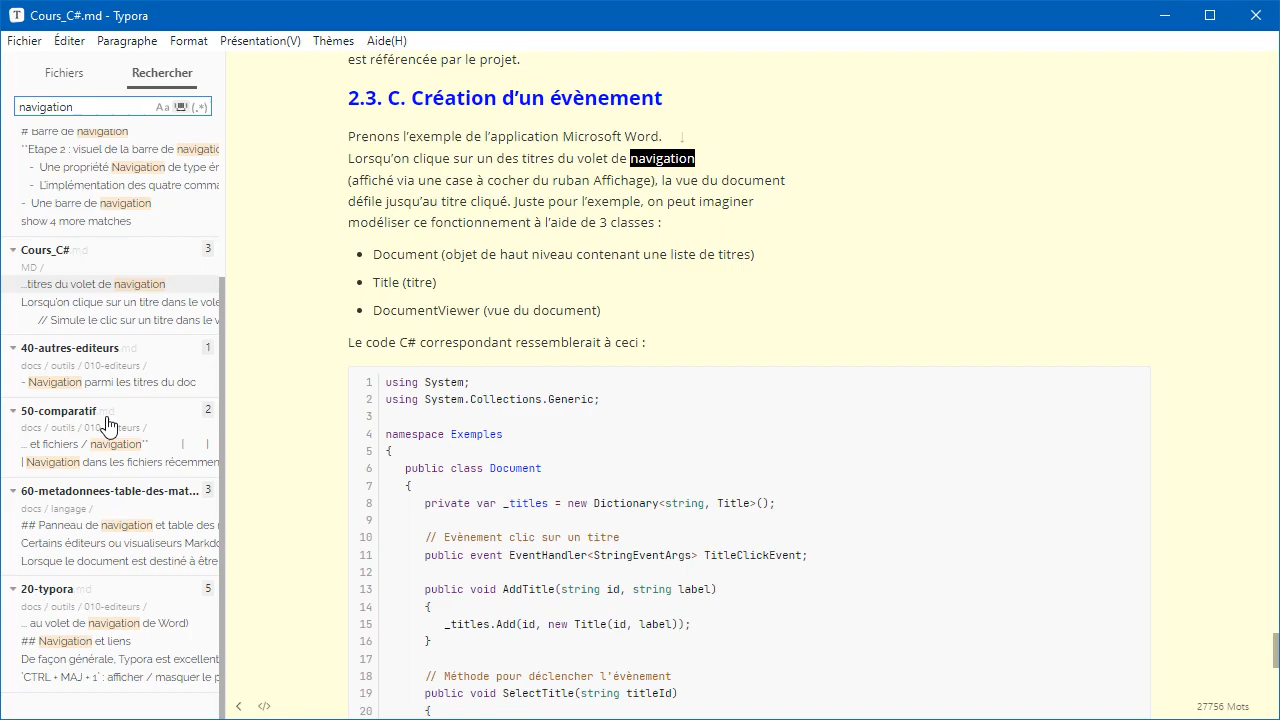 Cours_C#.md - Typora
Fichier Éditer Paragraphe Format Présentation(V) Thèmes Aide(H)
Fichiers Rechercher
navigation Aa (.*)
# Barre de navigation
**Etape 2 : visuel de la barre de navigatio
- Une propriété Navigation de type én
- L'implémentation des quatre comma
- Une barre de navigation
show 4 more matches
Cours_C#.md 3
MD /
...titres du volet de navigation
Lorsqu'on clique sur un titre dans le vole
// Simule le clic sur un titre dans le v
40-autres-editeurs.md 1
docs / outils / 010-editeurs /
- Navigation parmi les titres du doc
50-comparatif.md 2
docs / outils / 010-editeurs /
... et fichiers / navigation** | |
| Navigation dans les fichiers récemmen
60-metadonnees-table-des-mat... 3
docs / langage /
## Panneau de navigation et table des m
Certains éditeurs ou visualiseurs Markdo
Lorsque le document est destiné à être
20-typora.md 5
docs / outils / 010-editeurs /
... au volet de navigation de Word)
## Navigation et liens
De façon générale, Typora est excellent
`CTRL + MAJ + 1` : afficher / masquer le p
est référencée par le projet.
2.3. C. Création d’un évènement
Prenons l’exemple de l’application Microsoft Word. ↓
Lorsqu’on clique sur un des titres du volet de navigation
(affiché via une case à cocher du ruban Affichage), la vue du document
défile jusqu’au titre cliqué. Juste pour l’exemple, on peut imaginer
modéliser ce fonctionnement à l’aide de 3 classes :
• Document (objet de haut niveau contenant une liste de titres)
• Title (titre)
• DocumentViewer (vue du document)
Le code C# correspondant ressemblerait à ceci :
1 using System;
2 using System.Collections.Generic;
3
4 namespace Exemples
5 {
6 public class Document
7 {
8 private var _titles = new Dictionary<string, Title>();
9
10 // Evènement clic sur un titre
11 public event EventHandler<StringEventArgs> TitleClickEvent;
12
13 public void AddTitle(string id, string label)
14 {
15 _titles.Add(id, new Title(id, label));
16 }
17
18 // Méthode pour déclencher l'évènement
19 public void SelectTitle(string titleId)
20 {
27756 Mots